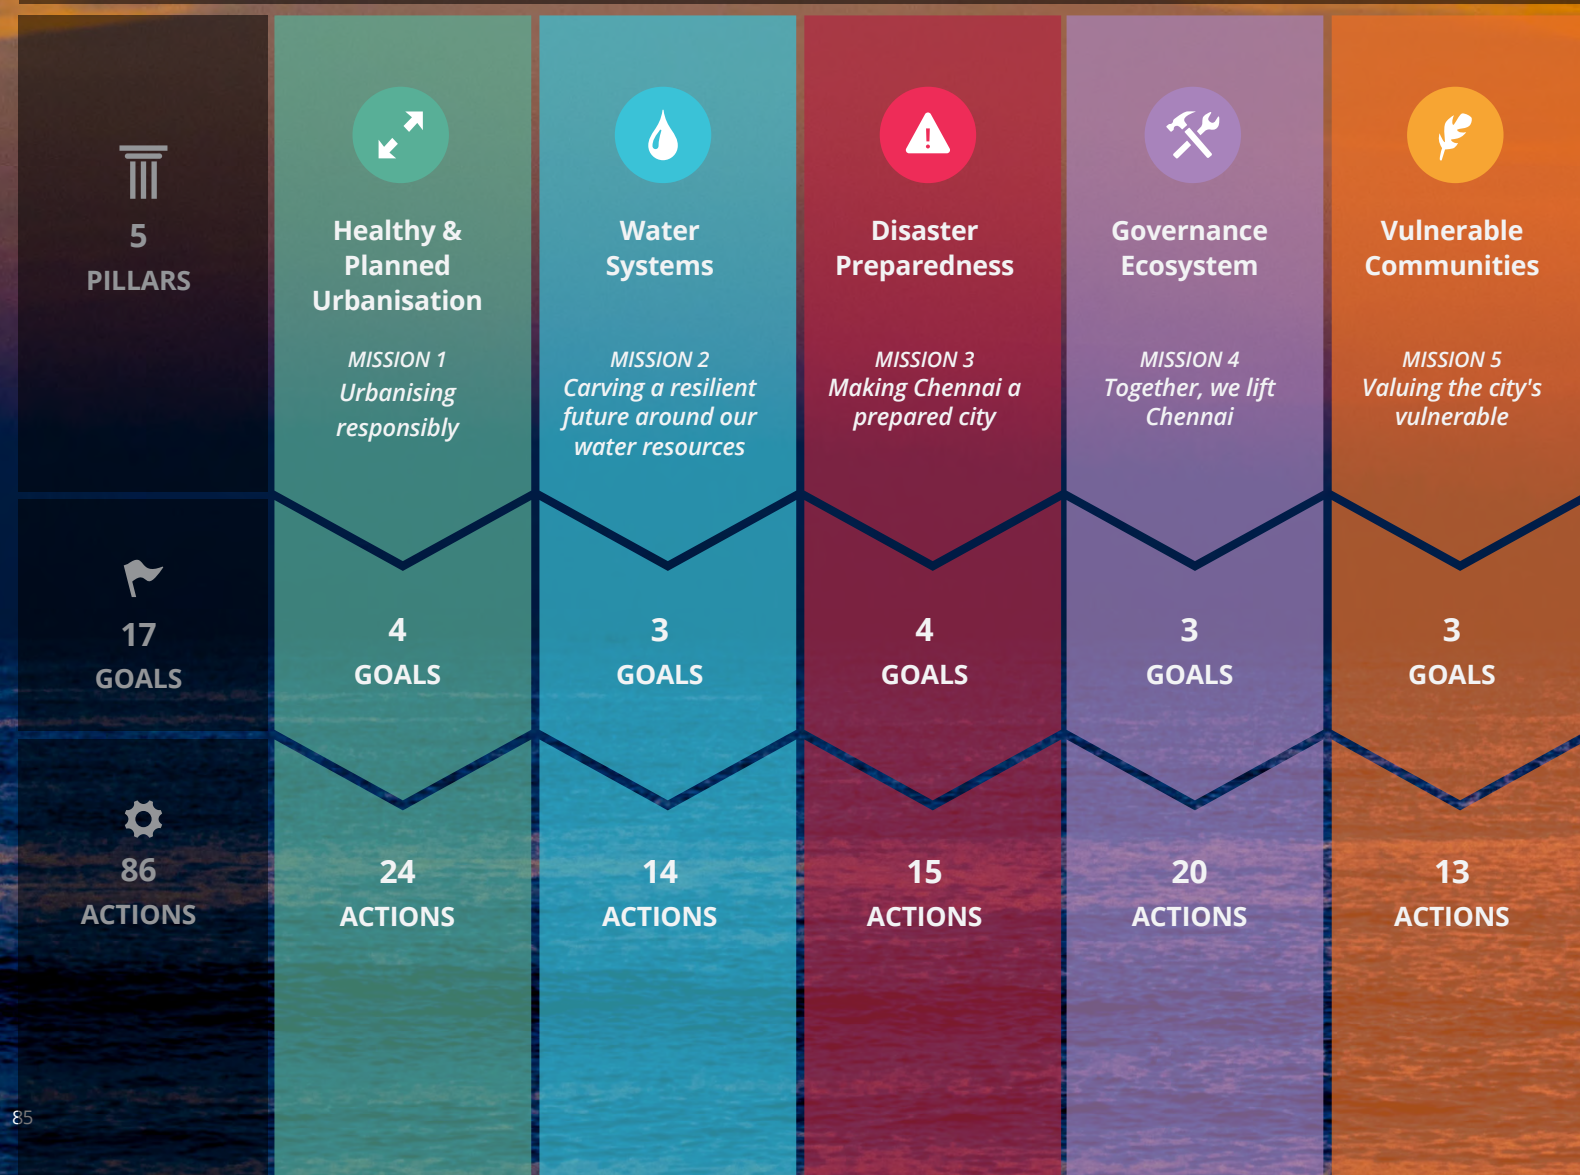 5
PILLARS
Healthy &
Planned
Urbanisation
MISSION 1
Urbanising
responsibly
Water
Systems
MISSION 2
Carving a resilient
future around our
water resources
Disaster
Preparedness
MISSION 3
Making Chennai a
prepared city
Governance
Ecosystem
MISSION 4
Together, we lift
Chennai
Vulnerable
Communities
MISSION 5
Valuing the city's
vulnerable
17
GOALS
4
GOALS
3
GOALS
4
GOALS
3
GOALS
3
GOALS
86
ACTIONS
24
ACTIONS
14
ACTIONS
15
ACTIONS
20
ACTIONS
13
ACTIONS
85